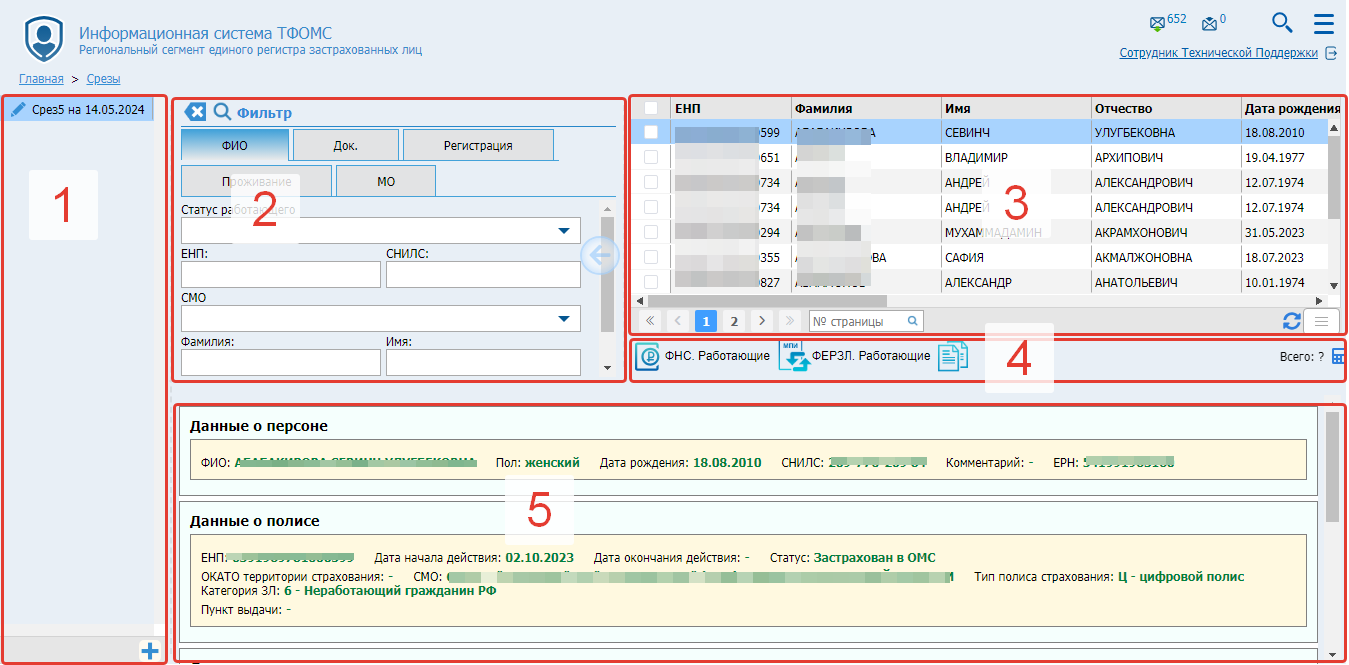 Информационная система ТФОМС
Региональный сегмент единого регистра застрахованных лиц
652 0
Сотрудник Технической Поддержки
Главная > Срезы
Срез5 на 14.05.2024
1
Фильтр
ФИО Док. Регистрация
Проживание МО
2
Статус работающего
ЕНП: СНИЛС:
СМО
Фамилия: Имя:
ЕНП Фамилия Имя Отчество Дата рождения
599 СЕВИНЧ УЛУГБЕКОВНА 18.08.2010
651 ВЛАДИМИР АРХИПОВИЧ 19.04.1977
734 АНДРЕЙ АЛЕКСАНДРОВИЧ 12.07.1974
3
734 АНДРЕЙ АЛЕКСАНДРОВИЧ 12.07.1974
294 МУХАММАДАМИН АКРАМХОНОВИЧ 31.05.2023
355 САФИЯ АКМАЛЖОНОВНА 18.07.2023
827 АЛЕКСАНДР АНАТОЛЬЕВИЧ 10.01.1974
« < 1 2 > » № страницы
ФНС. Работающие МПИ ФЕРЗЛ. Работающие Всего: ?
4
Данные о персоне
ФИО: Пол: женский Дата рождения: 18.08.2010 СНИЛС: Комментарий: - ЕРН:
5
Данные о полисе
ЕНП: Дата начала действия: 02.10.2023 Дата окончания действия: - Статус: Застрахован в ОМС
ОКАТО территории страхования: - СМО: Тип полиса страхования: Ц - цифровой полис
Категория ЗЛ: 6 - Неработающий гражданин РФ
Пункт выдачи: -